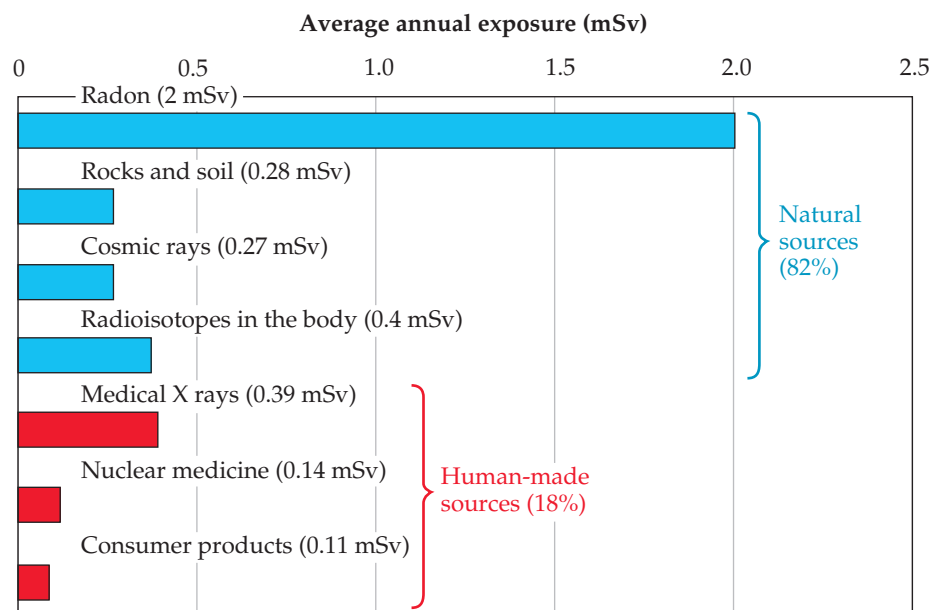 Average annual exposure (mSv)
0 0.5 1.0 1.5 2.0 2.5
Radon (2 mSv)
Rocks and soil (0.28 mSv)
Cosmic rays (0.27 mSv)
Radioisotopes in the body (0.4 mSv)
Natural
sources
(82%)
Medical X rays (0.39 mSv)
Nuclear medicine (0.14 mSv)
Consumer products (0.11 mSv)
Human-made
sources (18%)